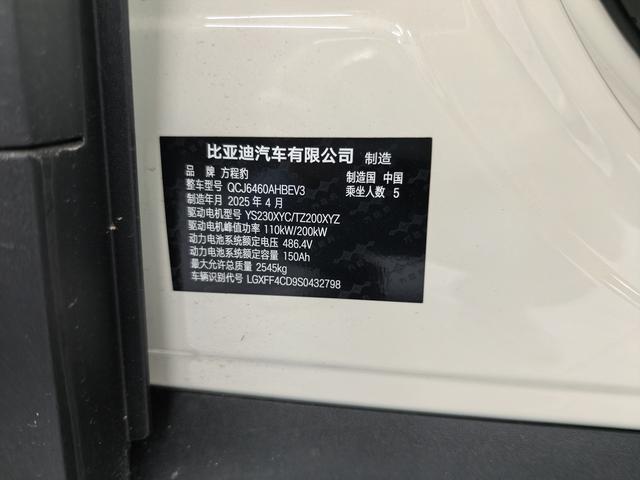 比亚迪汽车有限公司 制造
品 牌 方程豹 制造国 中国
整车型号 QCJ6460AHBEV3 乘坐人数 5
制造年月 2025 年 4 月
驱动电机型号 YS230XYC/TZ200XYZ
驱动电机峰值功率 110kW/200kW
动力电池系统额定电压 486.4V
动力电池系统额定容量 150Ah
最大允许总质量 2545kg
车辆识别代号 LGXFF4CD9S0432798